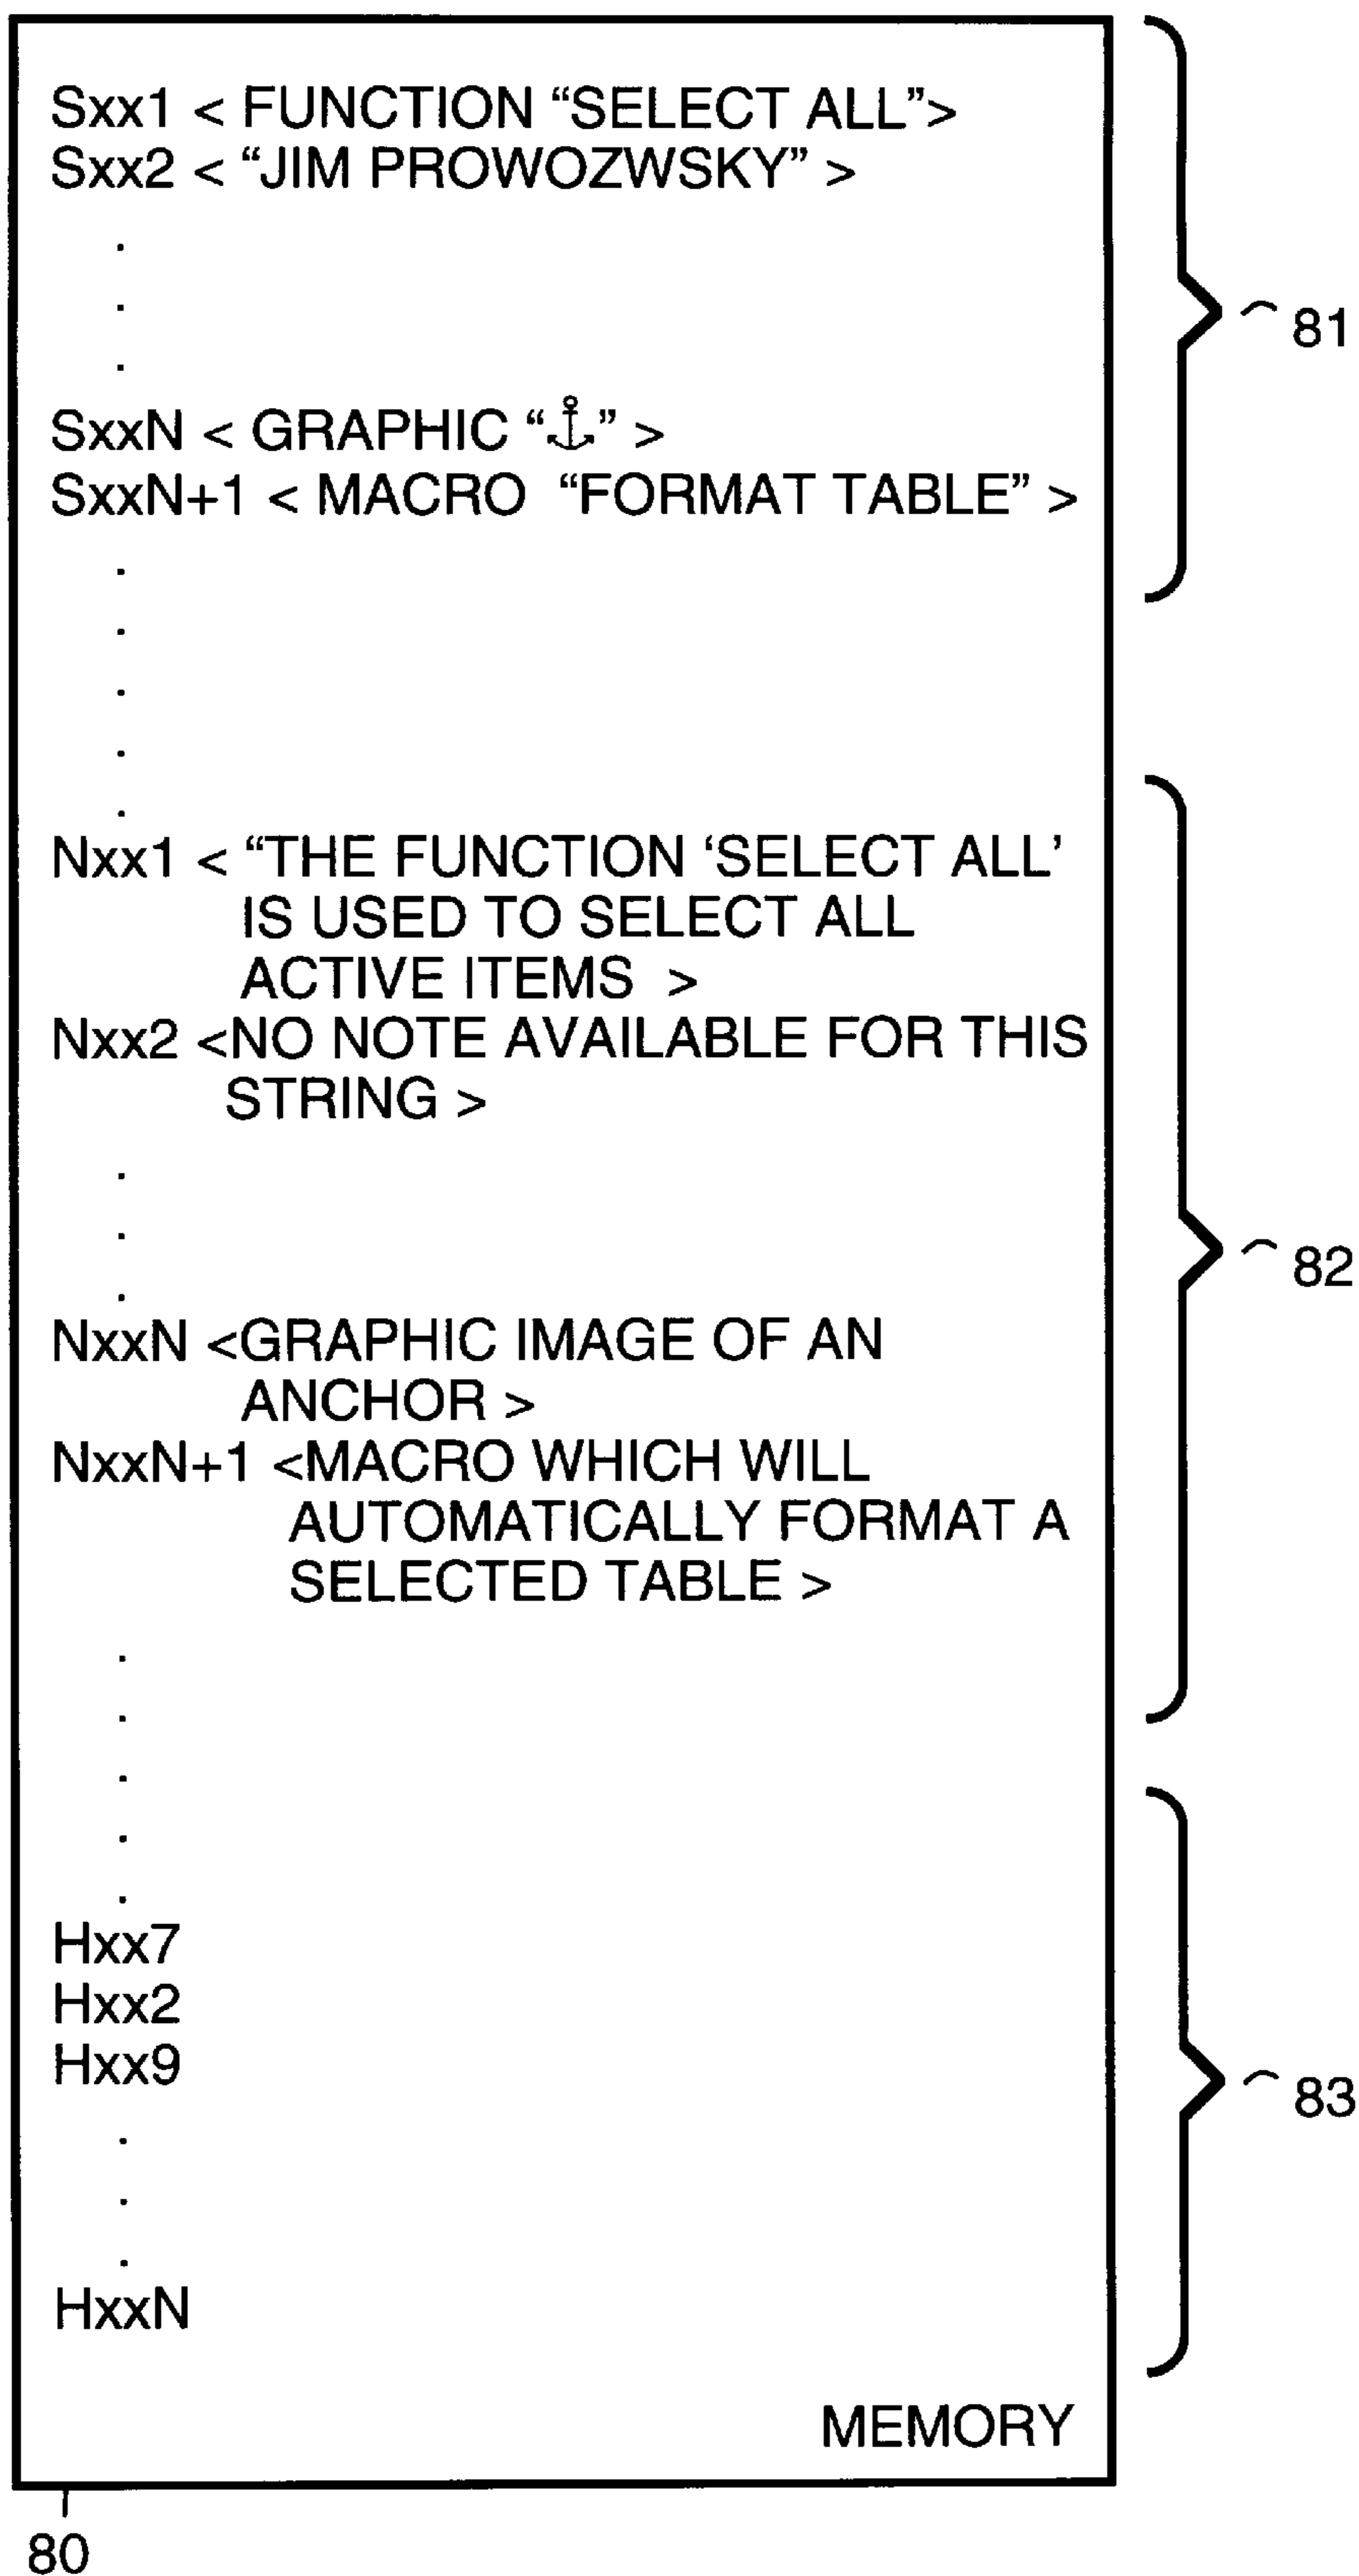 Sxx1 < FUNCTION “SELECT ALL”>
Sxx2 < “JIM PROWOZWSKY” >
.
.
.
81
SxxN < GRAPHIC “⚓” >
SxxN+1 < MACRO “FORMAT TABLE” >
.
.
.
.
.
Nxx1 < “THE FUNCTION ‘SELECT ALL’
IS USED TO SELECT ALL
ACTIVE ITEMS >
Nxx2 <NO NOTE AVAILABLE FOR THIS
STRING >
.
.
.
82
NxxN <GRAPHIC IMAGE OF AN
ANCHOR >
NxxN+1 <MACRO WHICH WILL
AUTOMATICALLY FORMAT A
SELECTED TABLE >
.
.
.
.
.
Hxx7
Hxx2
Hxx9
83
.
.
.
HxxN
MEMORY
80